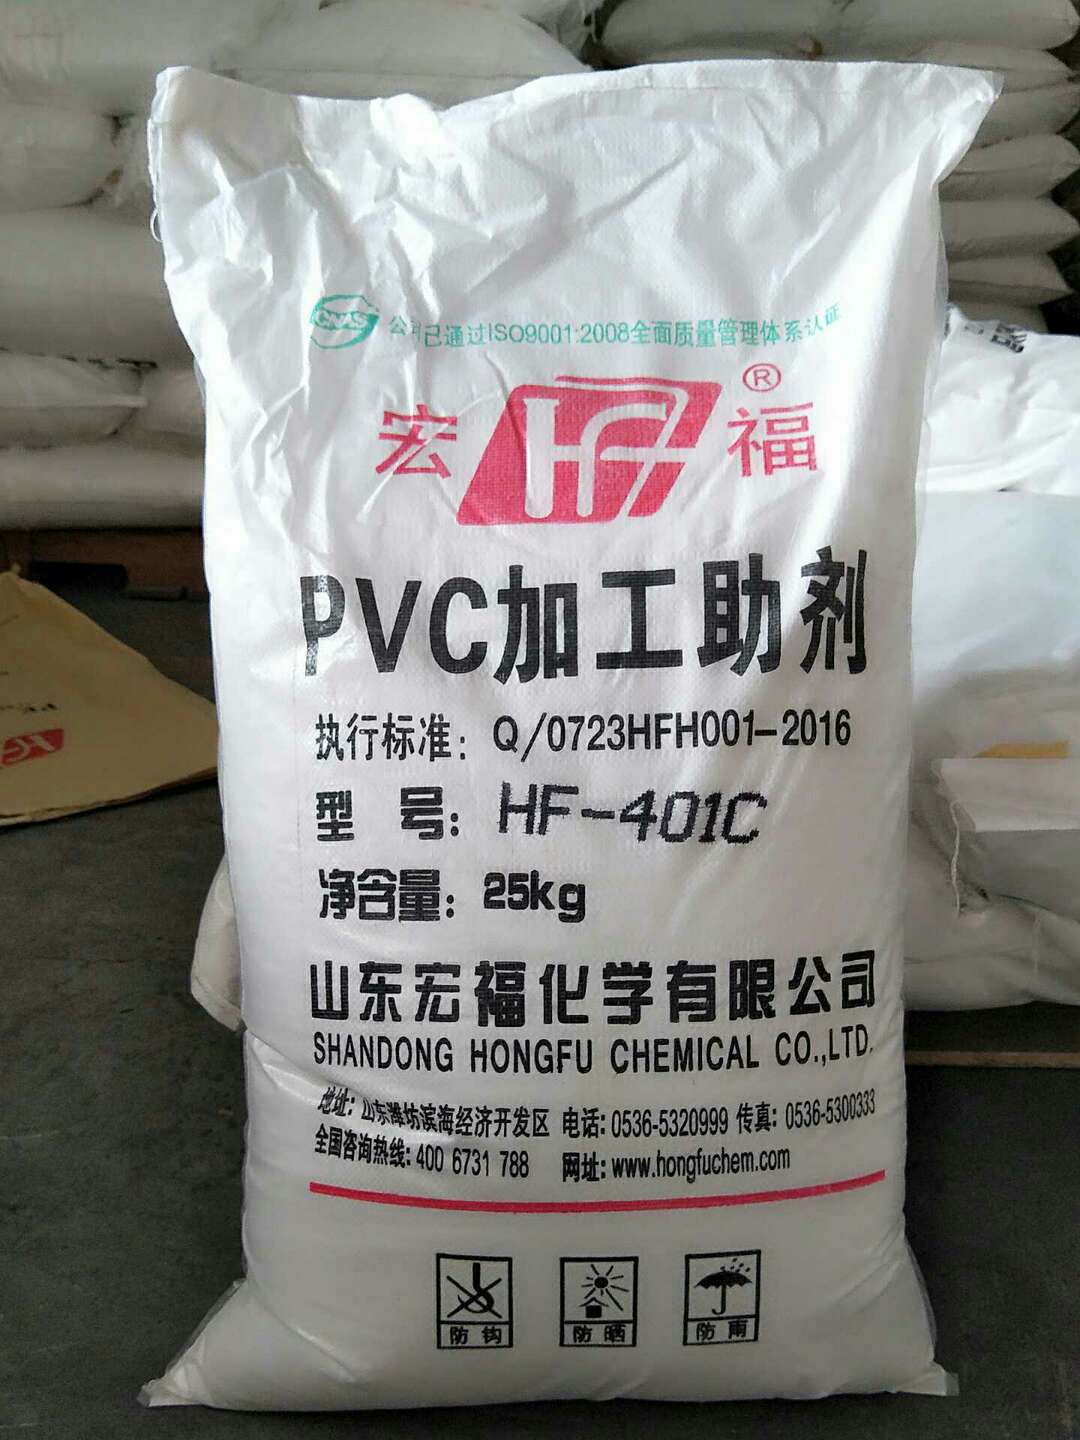 CNAS 公司已通过ISO9001:2008全面质量管理体系认证
宏 HF 福 ®
PVC加工助剂
执行标准: Q/0723HFH001-2016
型 号: HF-401C
净含量: 25kg
山东宏福化学有限公司
SHANDONG HONGFU CHEMICAL CO.,LTD.
地址: 山东潍坊滨海经济开发区 电话: 0536-5320999 传真: 0536-5300333
全国咨询热线: 400 6731 788 网址: www.hongfuchem.com
防钩 防晒 防雨